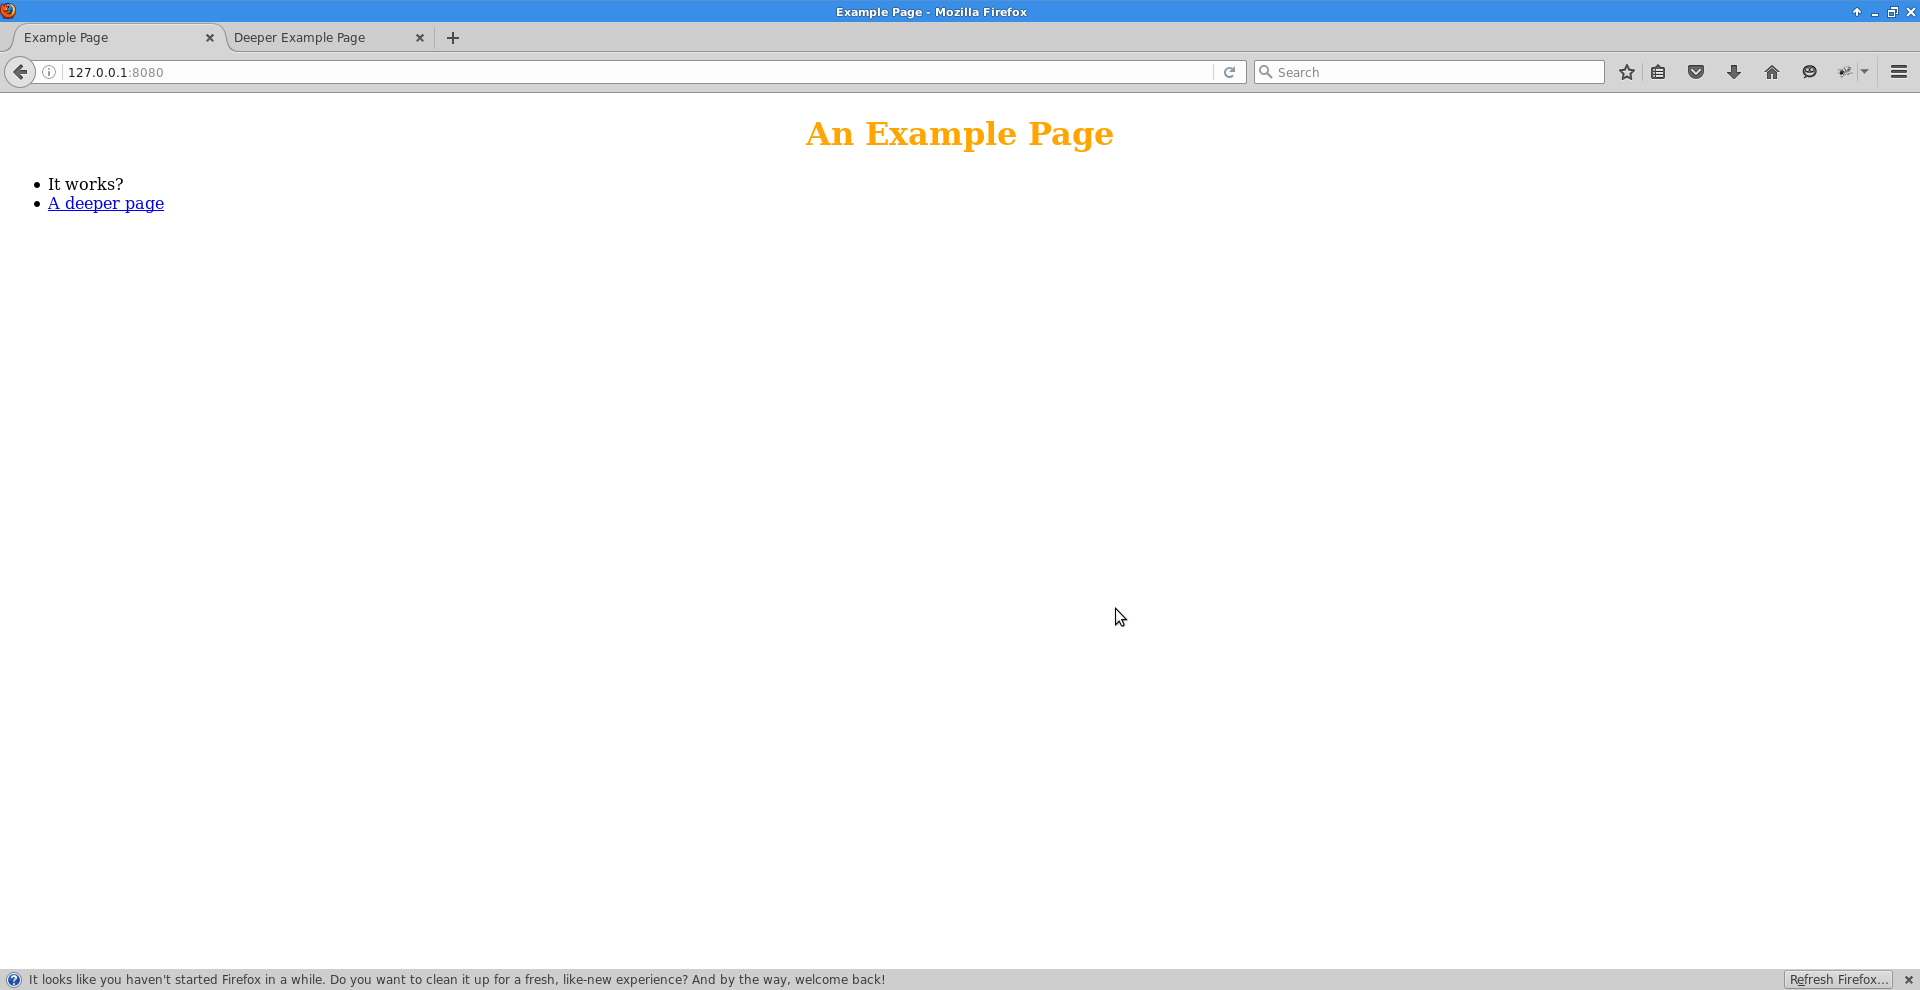 Example Page - Mozilla Firefox
Example Page
Deeper Example Page
127.0.0.1:8080
Search
An Example Page
It works?
A deeper page
It looks like you haven't started Firefox in a while. Do you want to clean it up for a fresh, like-new experience? And by the way, welcome back!
Refresh Firefox...